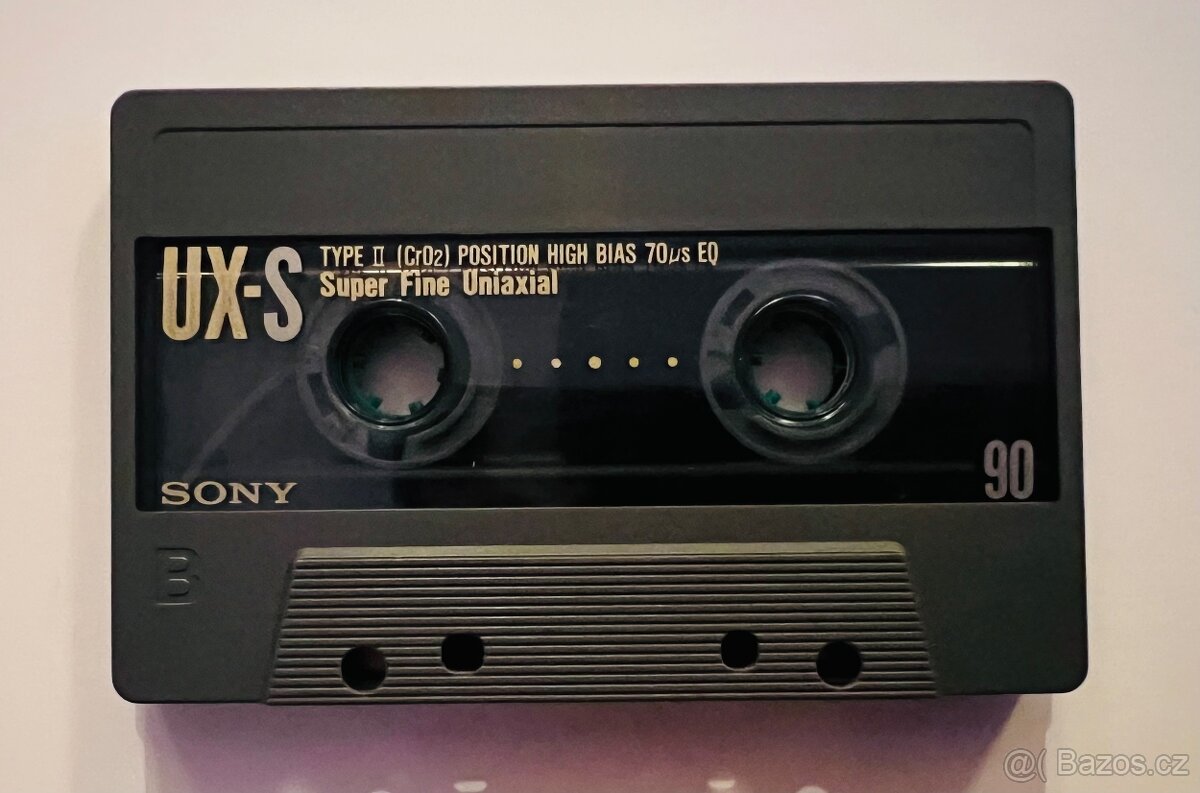 UX-S
TYPE II (CrO2) POSITION HIGH BIAS 70μs EQ
Super Fine Uniaxial
SONY
90
B
@( Bazos.cz